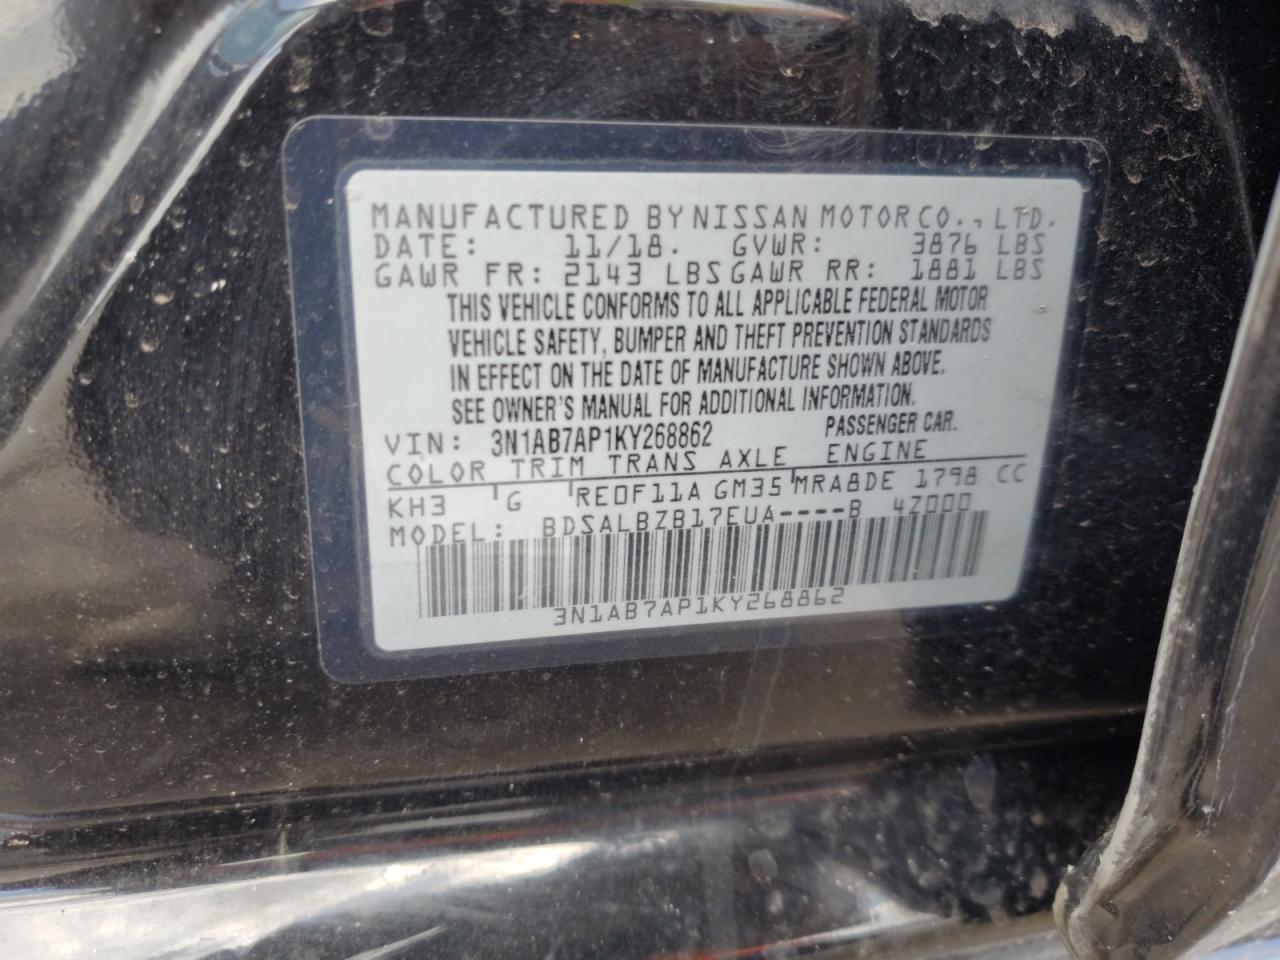 MANUFACTURED BY NISSAN MOTOR CO., LTD.
DATE: 11/18. GVWR: 3876 LBS
GAWR FR: 2143 LBS GAWR RR: 1881 LBS
THIS VEHICLE CONFORMS TO ALL APPLICABLE FEDERAL MOTOR
VEHICLE SAFETY, BUMPER AND THEFT PREVENTION STANDARDS
IN EFFECT ON THE DATE OF MANUFACTURE SHOWN ABOVE.
SEE OWNER'S MANUAL FOR ADDITIONAL INFORMATION.
VIN: 3N1AB7AP1KY268862 PASSENGER CAR.
COLOR TRIM TRANS AXLE ENGINE
KH3 G RE0F11A GM35 MRA8DE 1798 CC
MODEL: BDSALBZB17EUA----B 4Z000
3N1AB7AP1KY268862